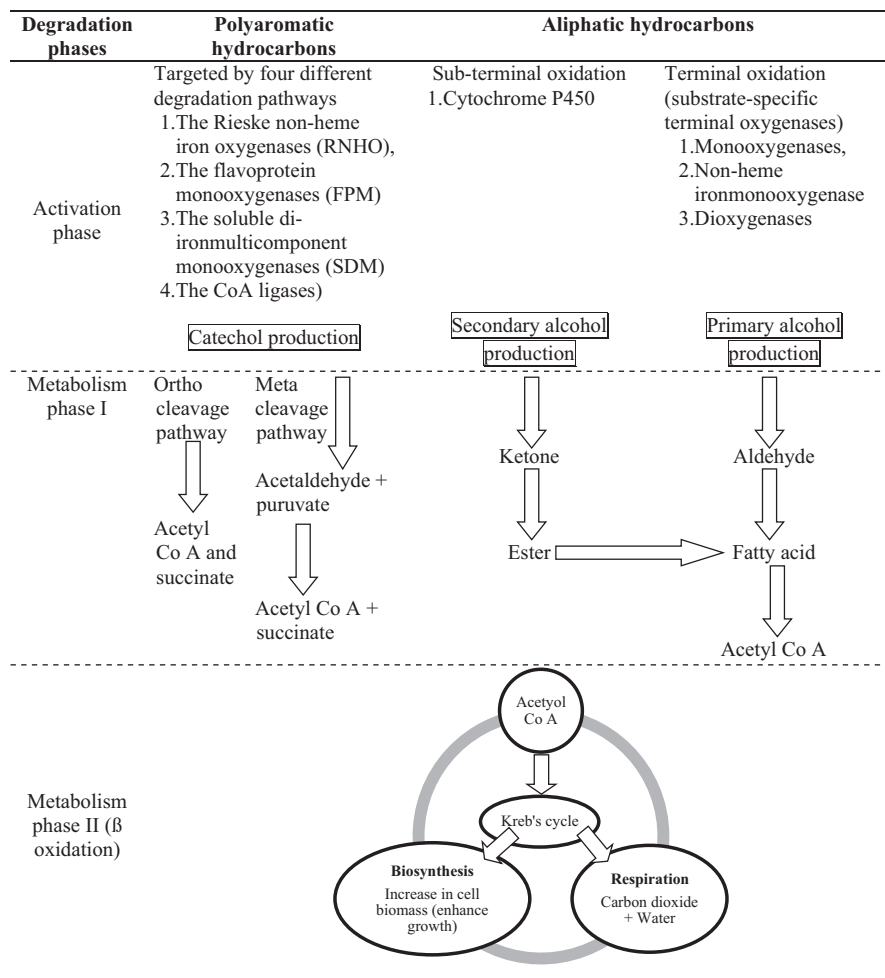 Degradation
phases
Polyaromatic
hydrocarbons
Aliphatic hydrocarbons
Activation
phase
Targeted by four different
degradation pathways
1.The Rieske non-heme
iron oxygenases (RNHO),
2.The flavoprotein
monooxygenases (FPM)
3.The soluble di-
ironmulticomponent
monooxygenases (SDM)
4.The CoA ligases)
Catechol production
Sub-terminal oxidation
1.Cytochrome P450
Secondary alcohol
production
Terminal oxidation
(substrate-specific
terminal oxygenases)
1.Monooxygenases,
2.Non-heme
ironmonooxygenase
3.Dioxygenases
Primary alcohol
production
Metabolism
phase I
Ortho
cleavage
pathway
Acetyl
Co A and
succinate
Meta
cleavage
pathway
Acetaldehyde +
puruvate
Acetyl Co A +
succinate
Ketone
Ester
Aldehyde
Fatty acid
Acetyl Co A
Metabolism
phase II (ß
oxidation)
Acetyol
Co A
Kreb's cycle
Biosynthesis
Increase in cell
biomass (enhance
growth)
Respiration
Carbon dioxide
+ Water